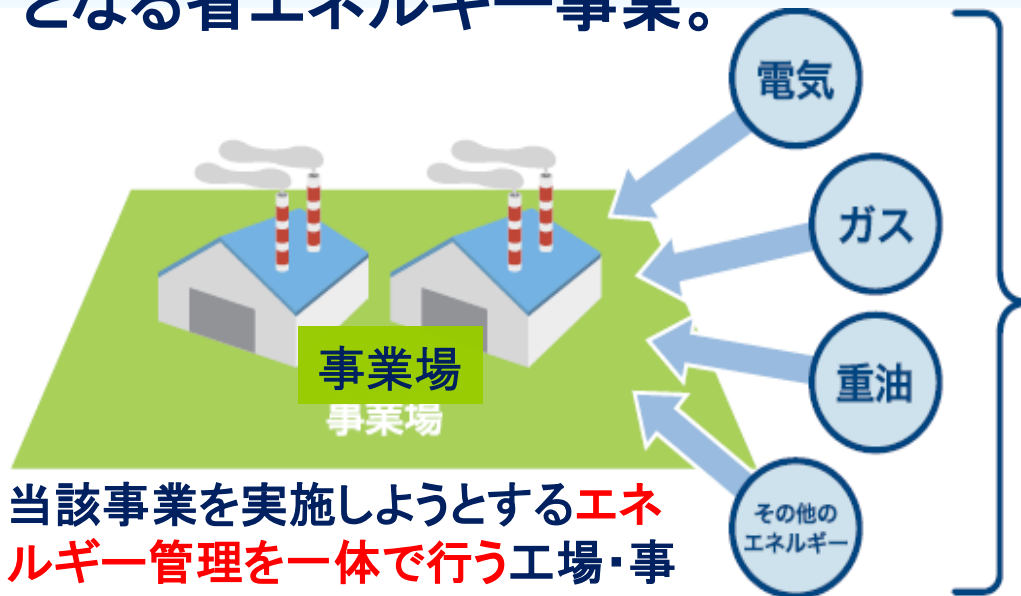 となる省エネルギー事業。
電気
ガス
重油
その他の
エネルギー
事業場
事業場
当該事業を実施しようとするエネ
ルギー管理を一体で行う工場・事